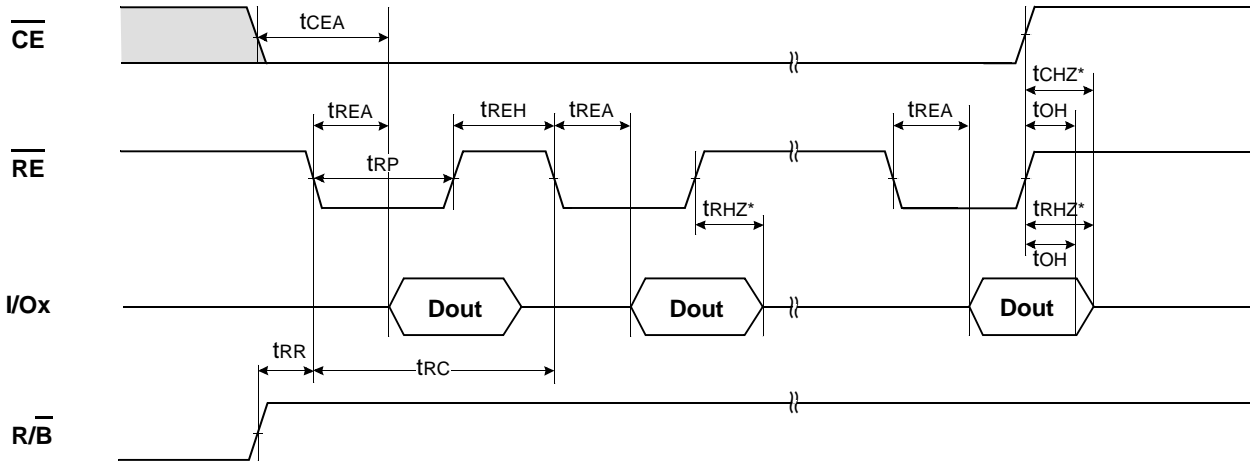 CE
tCEA
tCHZ*
tREA
tREH
tREA
tREA
tOH
RE
tRP
tRHZ*
tRHZ*
tOH
I/Ox
Dout
Dout
Dout
tRR
tRC
R/B